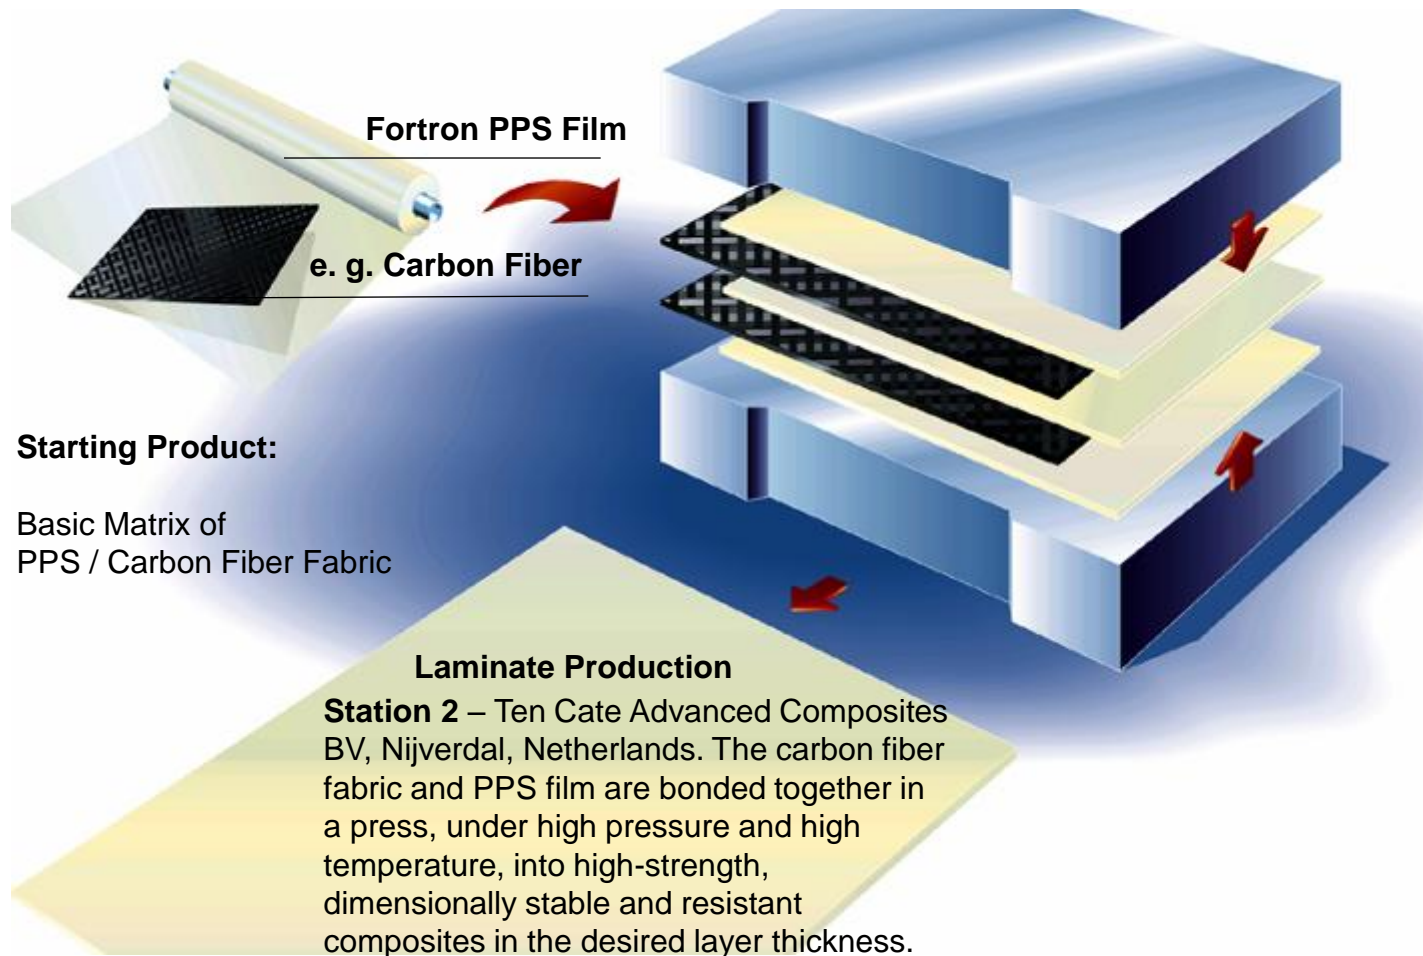 Fortron PPS Film
e. g. Carbon Fiber
Starting Product:
Basic Matrix of
PPS / Carbon Fiber Fabric
Laminate Production
Station 2 – Ten Cate Advanced Composites
BV, Nijverdal, Netherlands. The carbon fiber
fabric and PPS film are bonded together in
a press, under high pressure and high
temperature, into high-strength,
dimensionally stable and resistant
composites in the desired layer thickness.